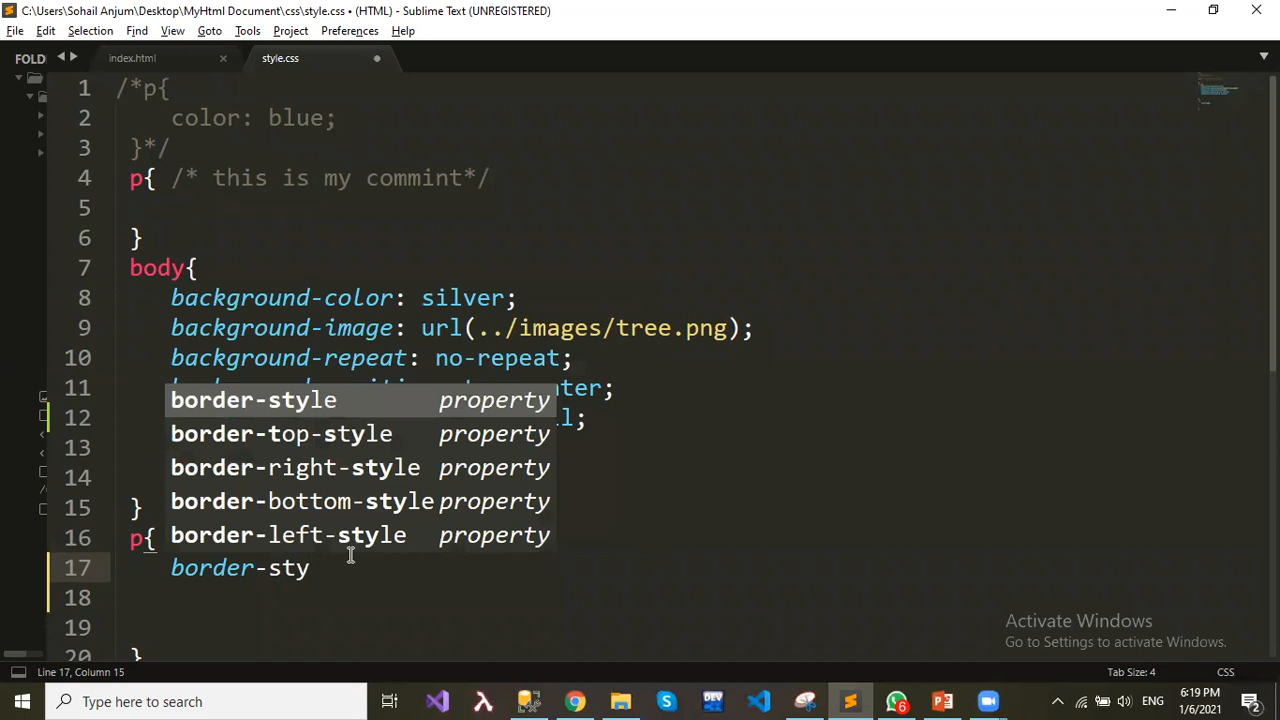 C:\Users\Sohail Anjum\Desktop\MyHtml Document\css\style.css • (HTML) - Sublime Text (UNREGISTERED)
File Edit Selection Find View Goto Tools Project Preferences Help
FOLD index.html × style.css
1 /*p{
2 color: blue;
3 }*/
4 p{ /* this is my commint*/
5
6 }
7 body{
8 background-color: silver;
9 background-image: url(../images/tree.png);
10 background-repeat: no-repeat;
11
border-style property
12
border-top-style property
13
border-right-style property
14
border-bottom-style property
15 }
border-left-style property
16 p{
17 border-sty
18
19
20 }
Activate Windows
Go to Settings to activate Windows.
Line 17, Column 15 Tab Size: 4 CSS
Type here to search
DEV
6
ENG
6:19 PM
1/6/2021
2